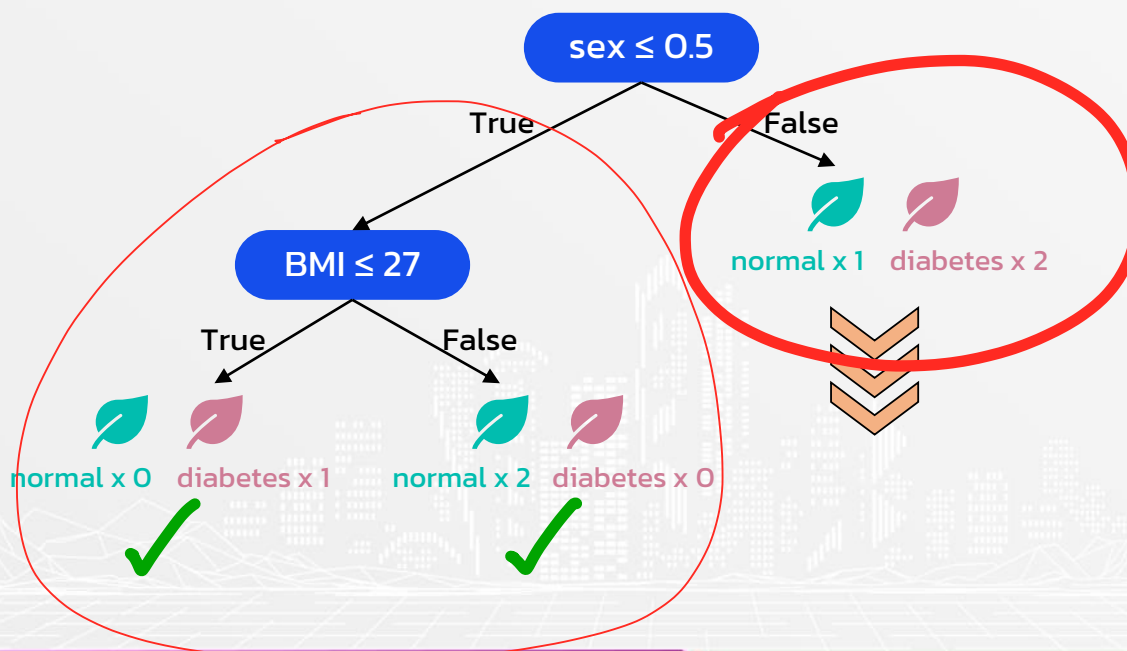 sex ≤ 0.5
True
False
normal x 1 diabetes x 2
BMI ≤ 27
True
False
normal x 0 diabetes x 1
normal x 2 diabetes x 0